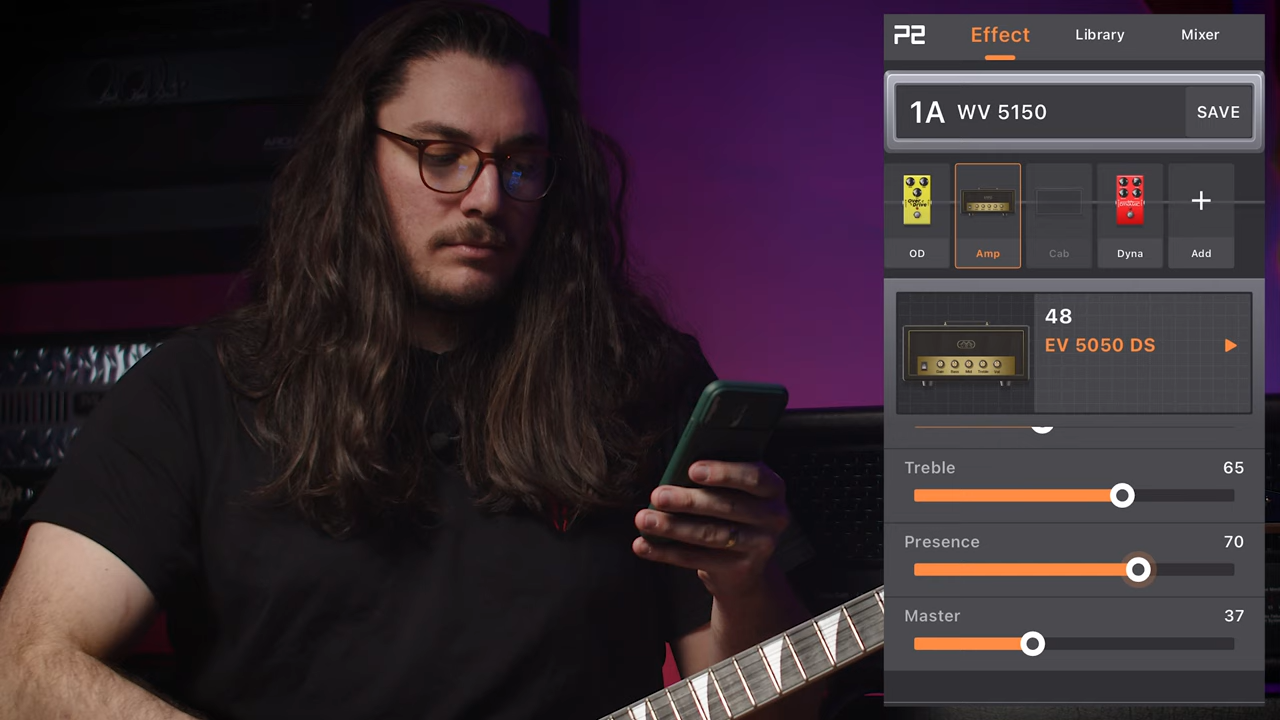 P2
Effect
Library
Mixer
1A WV 5150
SAVE
OD
Amp
Cab
Dyna
Add
48
EV 5050 DS
Treble 65
Presence 70
Master 37